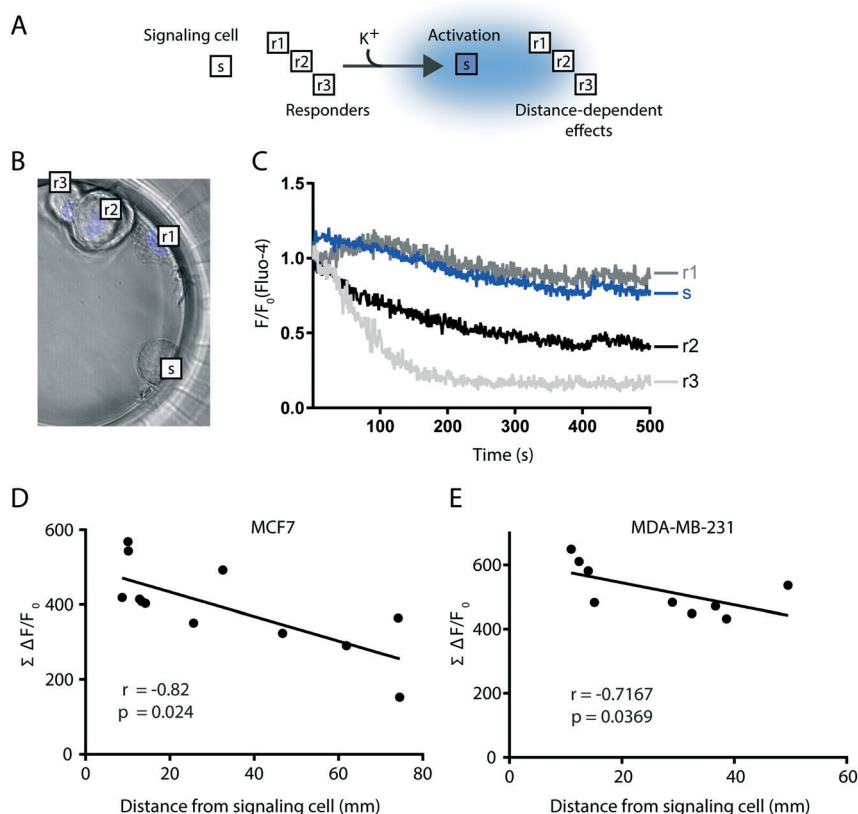 A
Signaling cell
s
r1
r2
r3
Responders
K+
Activation
s
r1
r2
r3
Distance-dependent
effects
B
r3
r2
r1
s
C
F/F0(Fluo-4)
1.5
1.0
0.5
0.0
100
200
300
400
500
Time (s)
r1
s
r2
r3
D
MCF7
Σ ΔF/F0
600
400
200
0
0
20
40
60
80
r = -0.82
p = 0.024
Distance from signaling cell (mm)
E
MDA-MB-231
Σ ΔF/F0
600
400
200
0
0
20
40
60
r = -0.7167
p = 0.0369
Distance from signaling cell (mm)